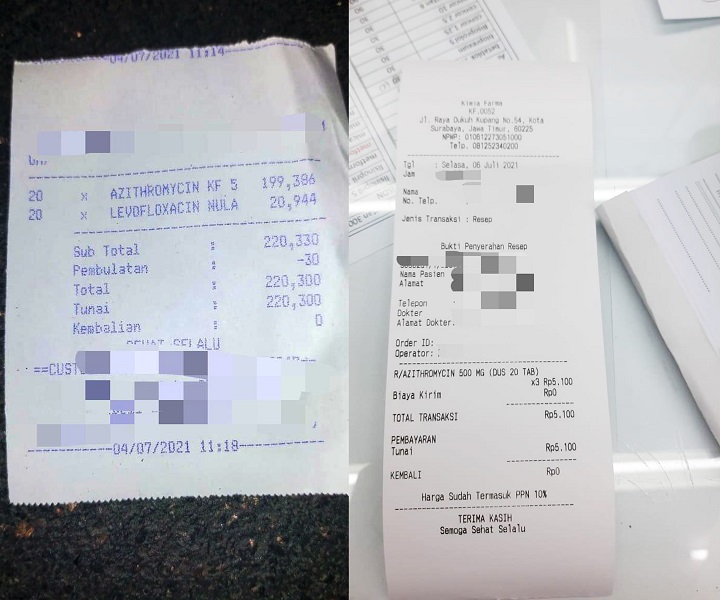 04/07/2021 11:14
20 x AZITHROMYCIN KF 5 199,386
20 x LEVOFLOXACIN NULA 20,944
Sub Total : 220,330
Pembulatan : -30
Total : 220,300
Tunai : 220,300
Kembalian : 0
SEHAT SELALU
==CUST
04/07/2021 11:18
Kimia Farma
KF.0052
Jl. Raya Dukuh Kupang No.54, Kota
Surabaya, Jawa Timur, 60225
NPWP: 010612273051000
Telp. 081252340200
Tgl : Selasa, 06 Juli 2021
Jam
Nama
No. Telp.
Jenis Transaksi : Resep
Bukti Penyerahan Resep
Nama Pasien
Alamat
Telepon
Dokter
Alamat Dokter.
Order ID:
Operator:
R/AZITHROMYCIN 500 MG (DUS 20 TAB)
x3 Rp5.100
Biaya Kirim Rp0
TOTAL TRANSAKSI Rp5.100
PEMBAYARAN
Tunai Rp5.100
KEMBALI Rp0
Harga Sudah Termasuk PPN 10%
TERIMA KASIH
Semoga Sehat Selalu